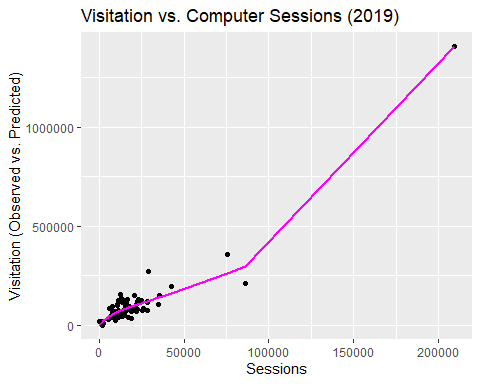 Visitation vs. Computer Sessions (2019)
Visitation (Observed vs. Predicted)
1000000
500000
0
0 50000 100000 150000 200000
Sessions